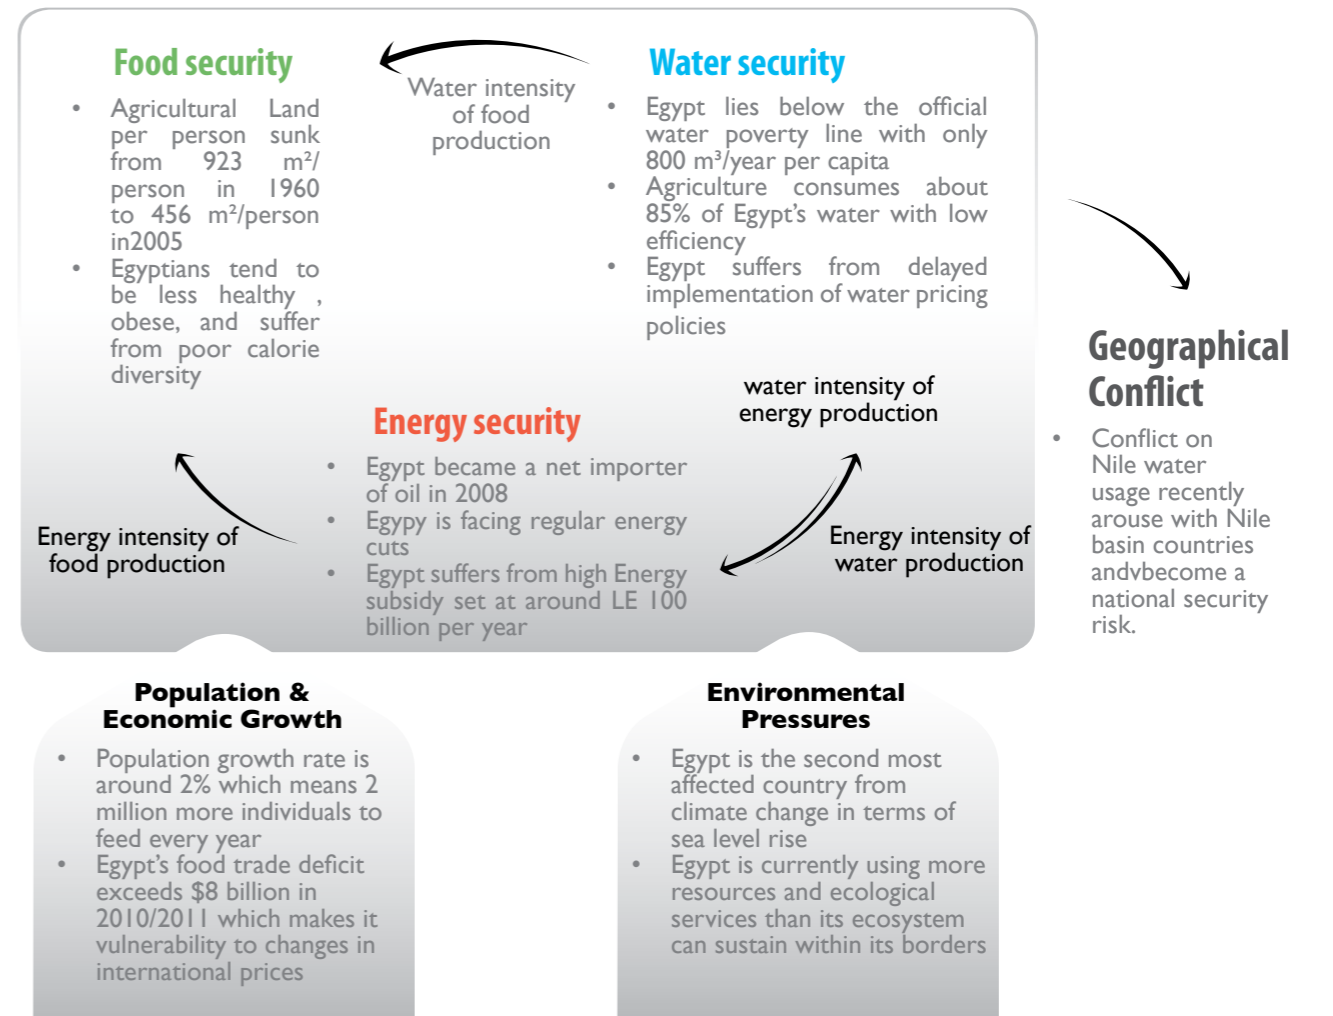 Food security
• Agricultural Land
per person sunk
from 923 m²/
person in 1960
to 456 m²/person
in2005
• Egyptians tend to
be less healthy ,
obese, and suffer
from poor calorie
diversity
Water intensity
of food
production
Water security
• Egypt lies below the official
water poverty line with only
800 m³/year per capita
• Agriculture consumes about
85% of Egypt's water with low
efficiency
• Egypt suffers from delayed
implementation of water pricing
policies
water intensity of
energy production
Energy security
• Egypt became a net importer
of oil in 2008
• Egypy is facing regular energy
cuts
• Egypt suffers from high Energy
subsidy set at around LE 100
billion per year
Energy intensity of
food production
Energy intensity of
water production
Geographical
Conflict
• Conflict on
Nile water
usage recently
arouse with Nile
basin countries
andvbecome a
national security
risk.
Population &
Economic Growth
• Population growth rate is
around 2% which means 2
million more individuals to
feed every year
• Egypt's food trade deficit
exceeds $8 billion in
2010/2011 which makes it
vulnerability to changes in
international prices
Environmental
Pressures
• Egypt is the second most
affected country from
climate change in terms of
sea level rise
• Egypt is currently using more
resources and ecological
services than its ecosystem
can sustain within its borders